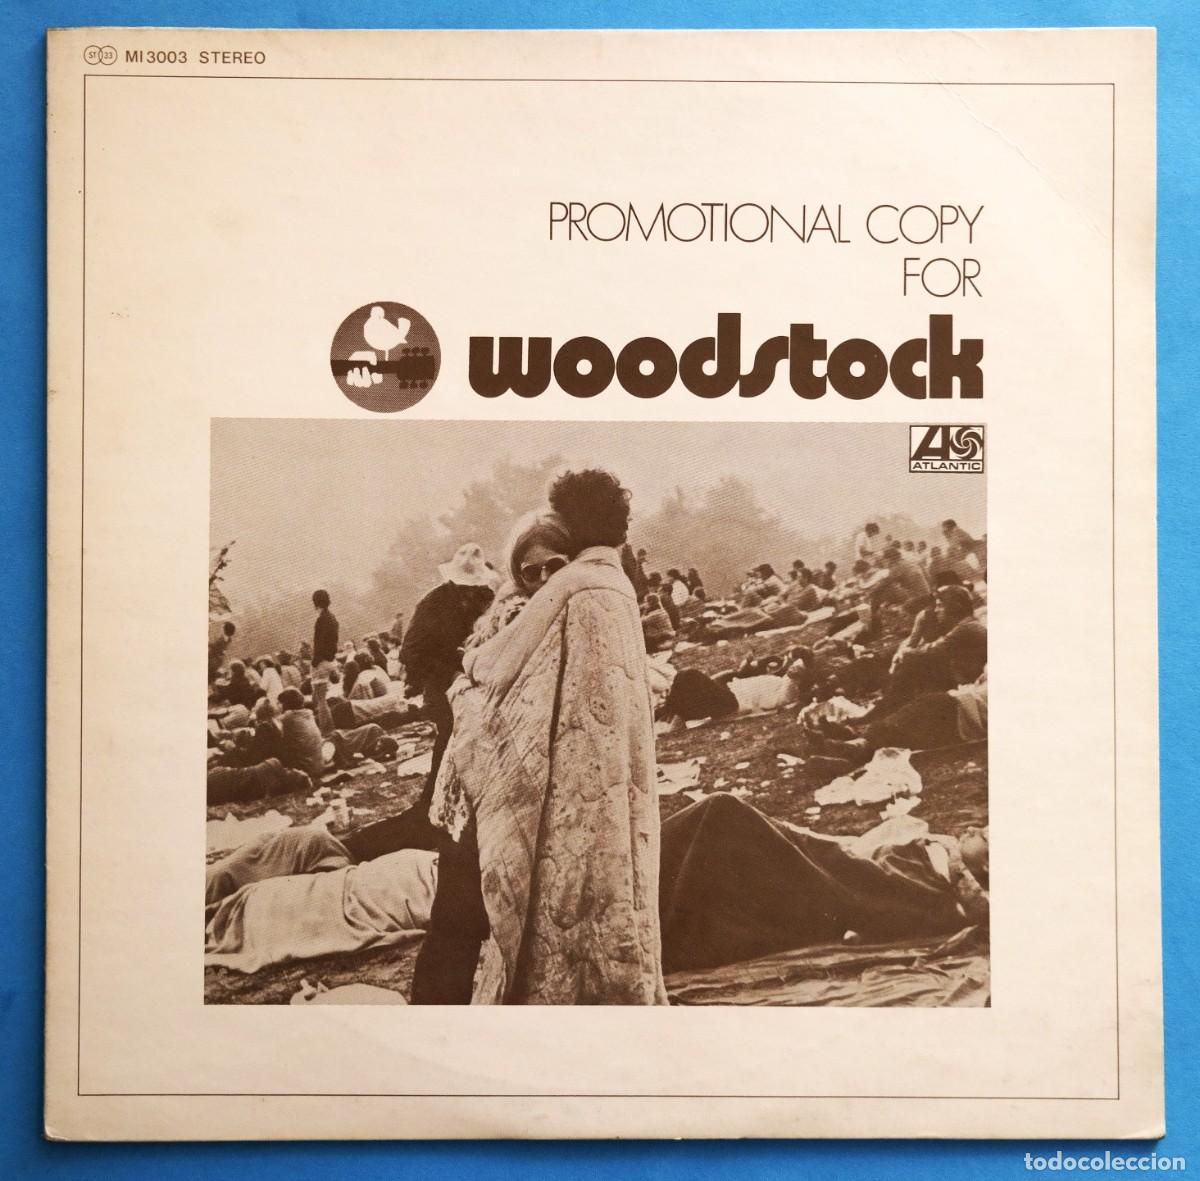 ST 33 MI 3003 STEREO
PROMOTIONAL COPY
FOR
woodstock
ATLANTIC
todocoleccion